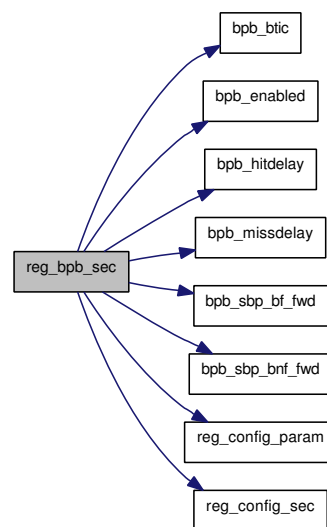 bpb_btic
bpb_enabled
bpb_hitdelay
bpb_missdelay
reg_bpb_sec
bpb_sbp_bf_fwd
bpb_sbp_bnf_fwd
reg_config_param
reg_config_sec